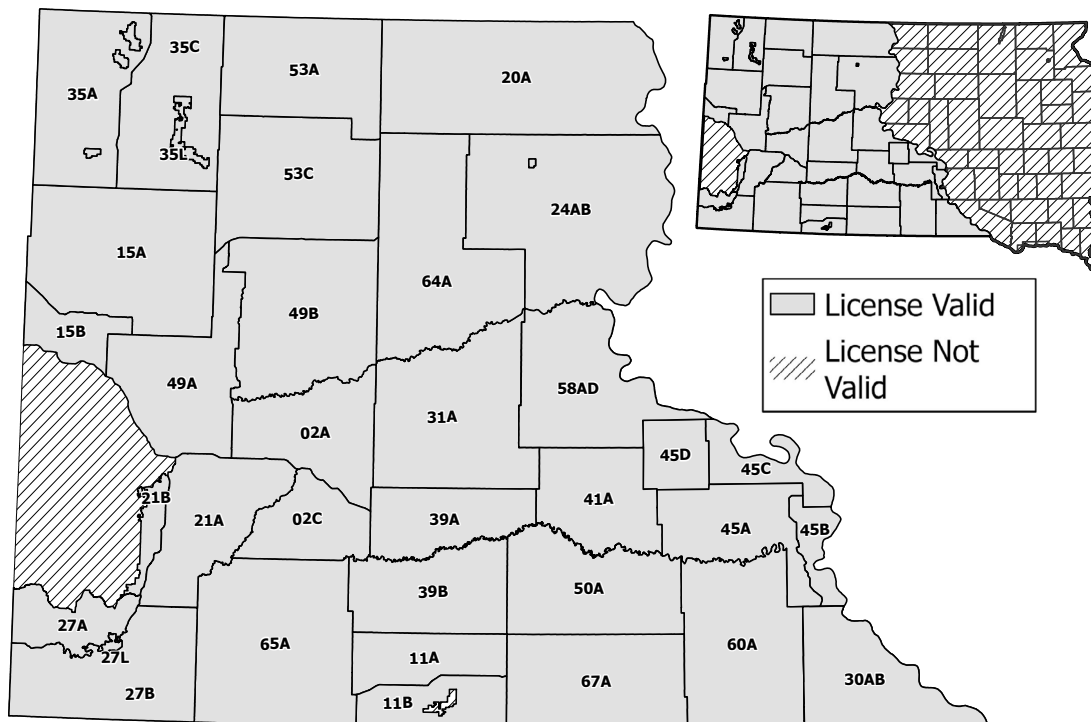 35C
53A
20A
35A
35L
53C
24AB
15A
64A
49B
15B
49A
58AD
31A
02A
45D
45C
21B
41A
21A
02C
39A
45A
45B
39B
50A
27A
65A
60A
27L
11A
67A
30AB
27B
11B
License Valid
License Not
Valid